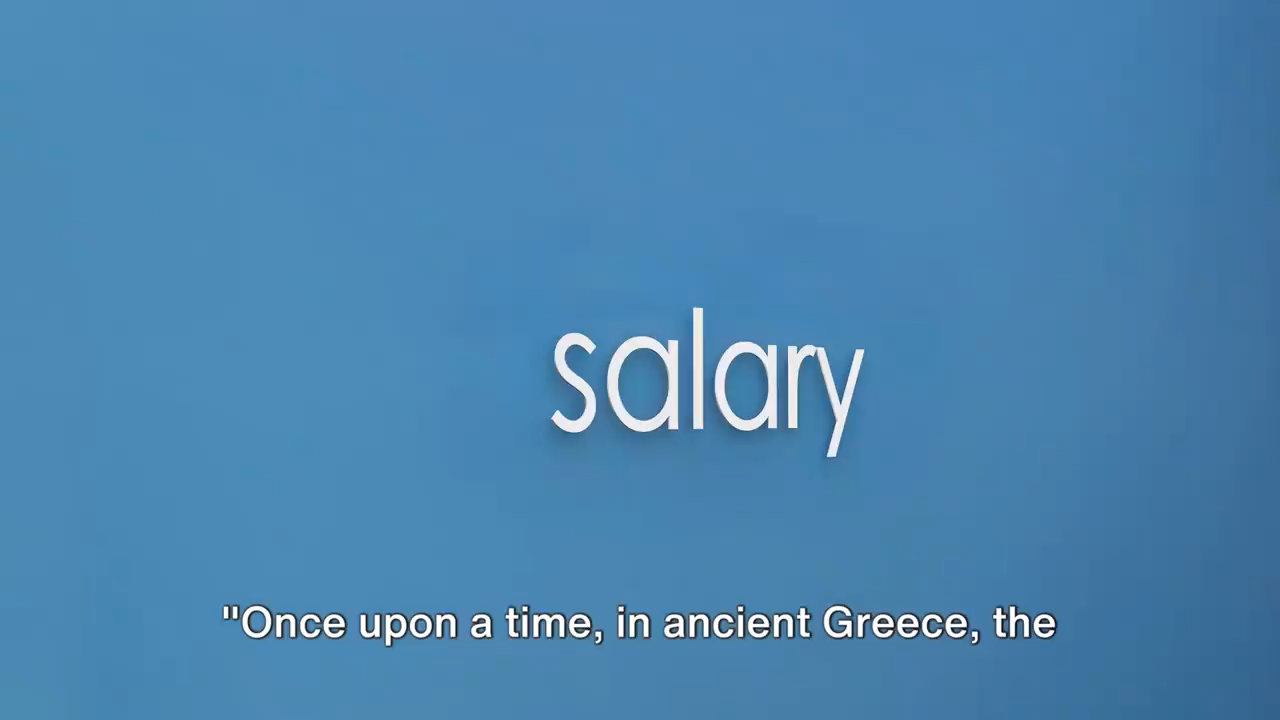 salary
"Once upon a time, in ancient Greece, the